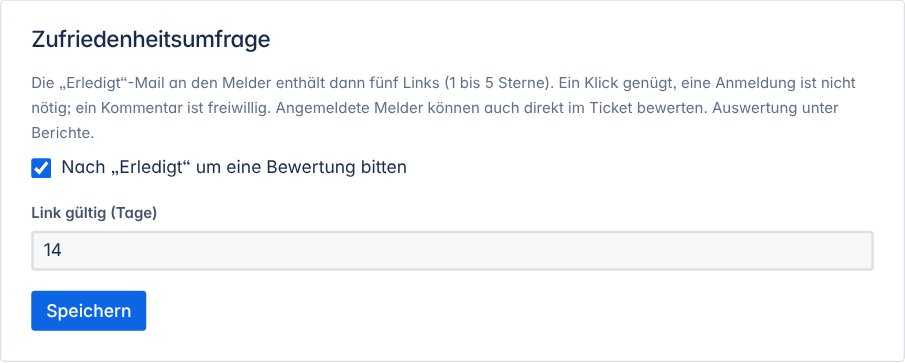 Zufriedenheitsumfrage
Die „Erledigt“-Mail an den Melder enthält dann fünf Links (1 bis 5 Sterne). Ein Klick genügt, eine Anmeldung ist nicht
nötig; ein Kommentar ist freiwillig. Angemeldete Melder können auch direkt im Ticket bewerten. Auswertung unter
Berichte.
Nach „Erledigt“ um eine Bewertung bitten
Link gültig (Tage)
14
Speichern